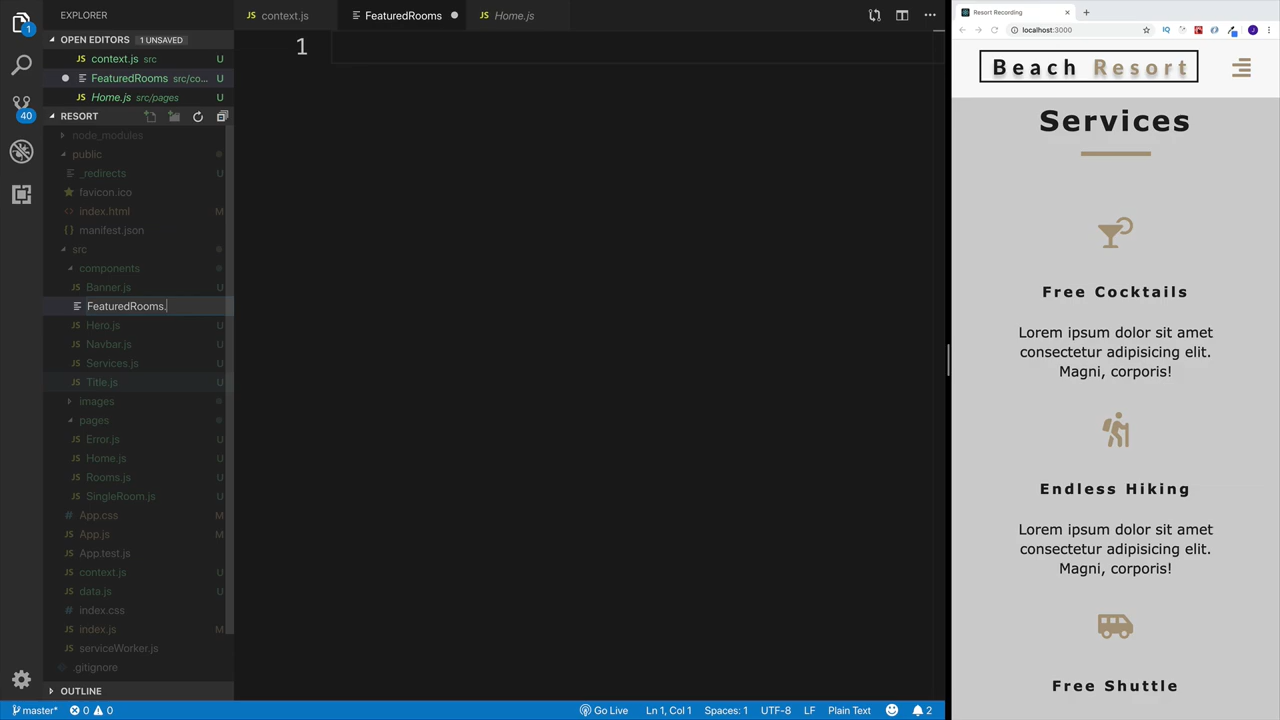 EXPLORER
OPEN EDITORS 1 UNSAVED
context.js src U
FeaturedRooms src/co... U
Home.js src/pages U
RESORT
node_modules
public
_redirects U
favicon.ico
index.html M
manifest.json
src
components
Banner.js U
FeaturedRooms.
Hero.js U
Navbar.js U
Services.js U
Title.js U
images
pages
Error.js U
Home.js U
Rooms.js U
SingleRoom.js U
App.css M
App.js M
App.test.js
context.js U
data.js U
index.css
index.js M
serviceWorker.js
.gitignore
OUTLINE
1
40
context.js
FeaturedRooms
Home.js
1
master* 0 0
Go Live
Ln 1, Col 1
Spaces: 1
UTF-8
LF
Plain Text
2
Resort Recording
localhost:3000
IQ
J
Beach Resort
Services
Free Cocktails
Lorem ipsum dolor sit amet
consectetur adipisicing elit.
Magni, corporis!
Endless Hiking
Lorem ipsum dolor sit amet
consectetur adipisicing elit.
Magni, corporis!
Free Shuttle